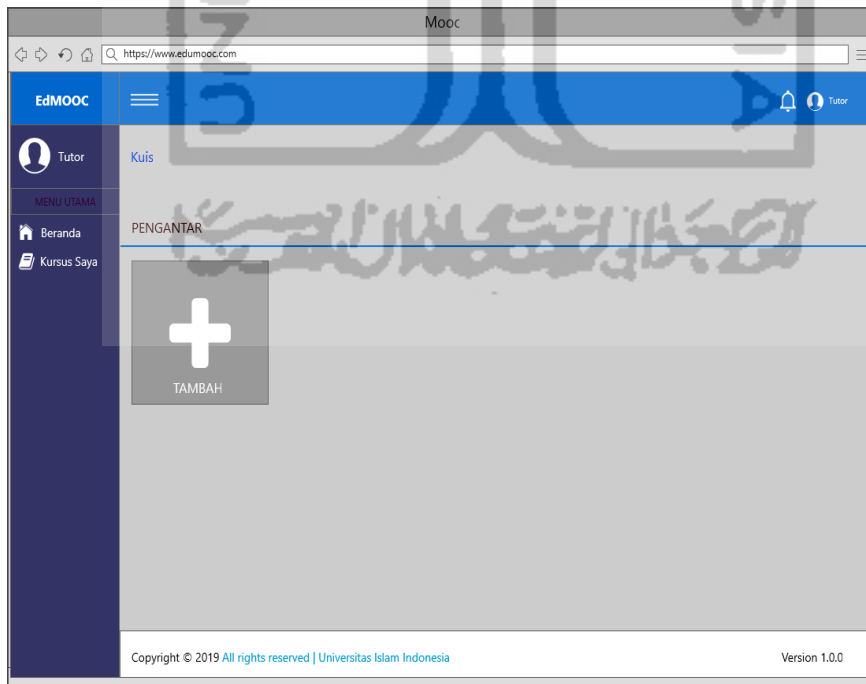 Mooc
https://www.edumooc.com
EdMOOC
Tutor
Tutor
Kuis
MENU UTAMA
Beranda
Kursus Saya
PENGANTAR
TAMBAH
Copyright © 2019 All rights reserved | Universitas Islam Indonesia
Version 1.0.0